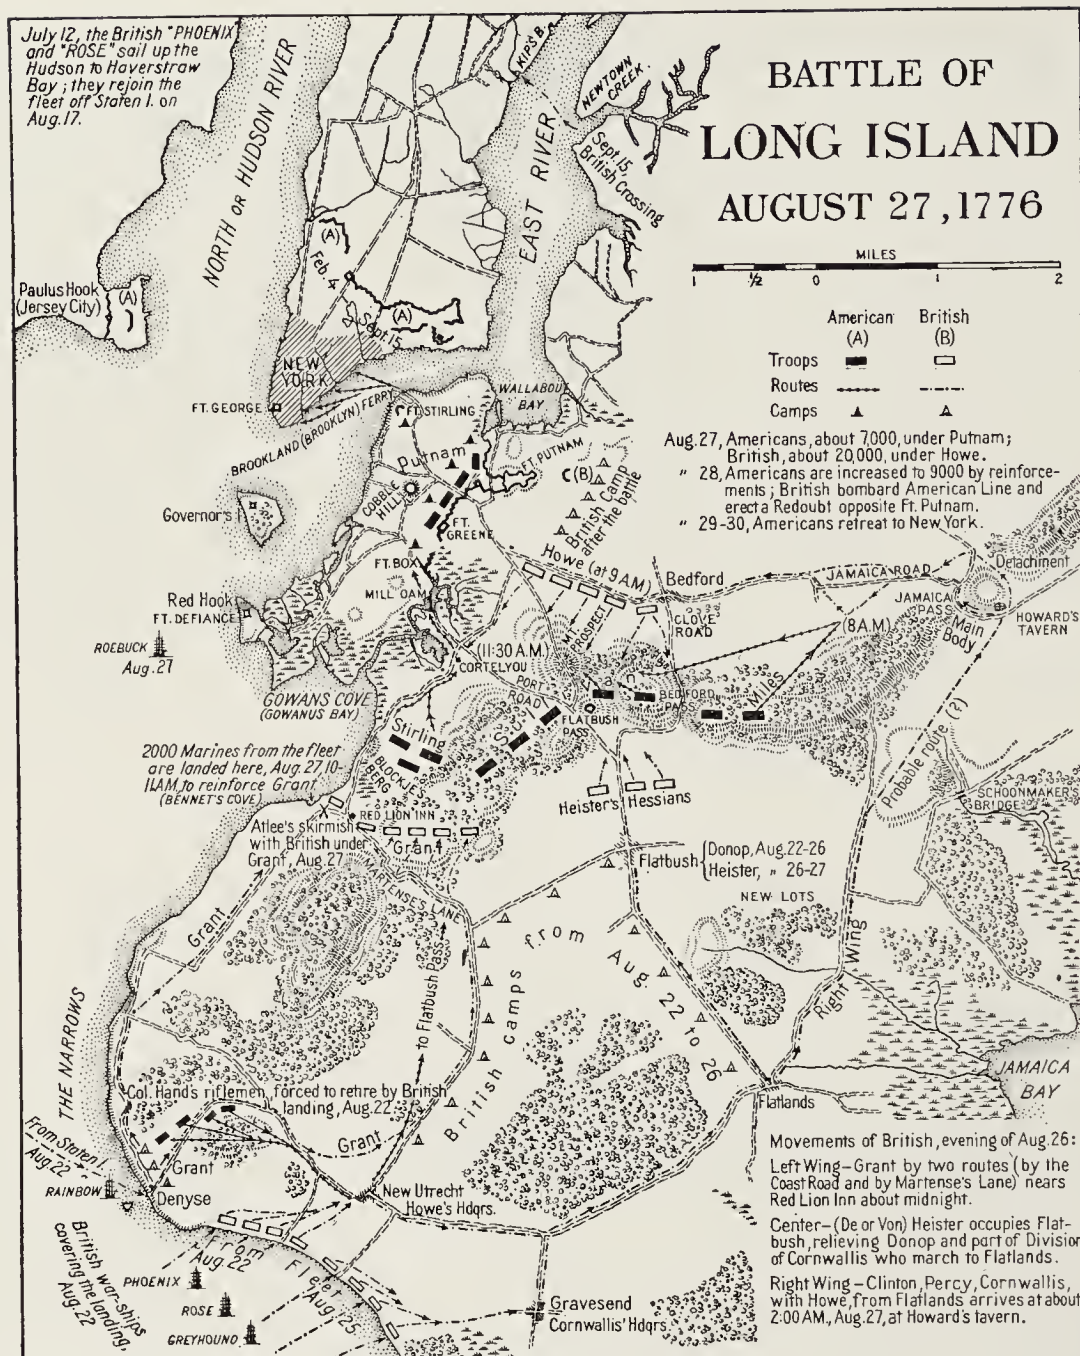 July 12, the British "PHOENIX"
and "ROSE" sail up the
Hudson to Haverstraw
Bay; they rejoin the
fleet off Staten I. on
Aug. 17.
BATTLE OF
LONG ISLAND
AUGUST 27, 1776
MILES
1 ½ 0 1 2
American British
(A) (B)
Troops
Routes
Camps
Aug. 27, Americans, about 7,000, under Putnam;
British, about 20,000, under Howe.
" 28, Americans are increased to 9000 by reinforce-
ments; British bombard American Line and
erect a Redoubt opposite Ft. Putnam.
" 29-30, Americans retreat to New York.
NORTH OR HUDSON RIVER
EAST RIVER
KIP'S B.
NEWTOWN
CREEK
Sept. 15,
British Crossing
Paulus Hook
(Jersey City)
(A)
(A)
Feb. 4
(A)
Sept. 15
NEW
YORK
FT. GEORGE
BROOKLAND (BROOKLYN) FERRY
FT. STIRLING
WALLABOUT
BAY
Putnam
FT. PUTNAM
COBBLE
HILL
FT.
GREENE
C(B)
British Camp
after the battle
Governor's I.
FT. BOX
MILL DAM
Howe (at 9 A.M.)
Bedford
JAMAICA ROAD
Detachment
JAMAICA
PASS
Main
Body
HOWARD'S
TAVERN
Red Hook
FT. DEFIANCE
ROEBUCK
Aug. 27
GOWANS COVE
(GOWANUS BAY)
(11:30 A.M.)
CORTELYOU
PORT
ROAD
MT. PROSPECT
CLOVE
ROAD
(8 A.M.)
BEDFORD
PASS
Miles
FLATBUSH
PASS
Stirling
BLOCKJES
BERG
2000 Marines from the fleet
are landed here, Aug. 27, 10-
11 A.M., to reinforce Grant
(BENNET'S COVE)
RED LION INN
Grant
Atlee's skirmish
with British under
Grant, Aug. 27
Heister's Hessians
Probable route (?)
SCHOONMAKER'S
BRIDGE
MARTENSE'S LANE
Flatbush
Donop, Aug. 22-26
Heister, " 26-27
NEW LOTS
Grant
to Flatbush Pass
British Camps from Aug. 22 to 26
Right Wing
THE NARROWS
Col. Hand's riflemen, forced to retire by British
landing, Aug. 22
Grant
Flatlands
JAMAICA
BAY
From Staten I.
Aug. 22
RAINBOW
Grant
Denyse
New Utrecht
Howe's Hdqrs.
British war-ships
covering the landing,
Aug. 22
From Fleet
Aug. 22
Aug. 25
PHOENIX
ROSE
GREYHOUND
Gravesend
Cornwallis' Hdqrs.
Movements of British, evening of Aug. 26:
Left Wing—Grant by two routes (by the
Coast Road and by Martense's Lane) nears
Red Lion Inn about midnight.
Center—(De or Von) Heister occupies Flat-
bush, relieving Donop and part of Division
of Cornwallis who march to Flatlands.
Right Wing—Clinton, Percy, Cornwallis,
with Howe, from Flatlands arrives at about
2:00 A.M., Aug. 27, at Howard's tavern.